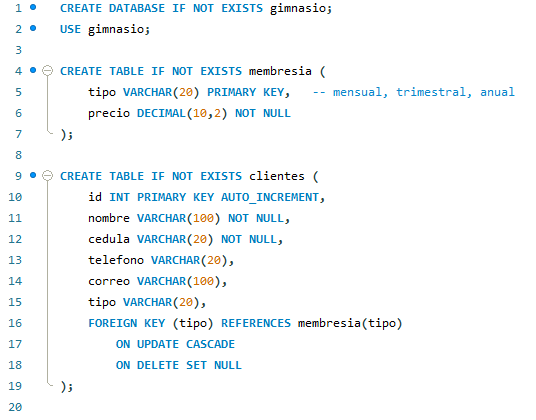 1 CREATE DATABASE IF NOT EXISTS gimnasio;
2 USE gimnasio;
3
4 CREATE TABLE IF NOT EXISTS membresia (
5 tipo VARCHAR(20) PRIMARY KEY, -- mensual, trimestral, anual
6 precio DECIMAL(10,2) NOT NULL
7 );
8
9 CREATE TABLE IF NOT EXISTS clientes (
10 id INT PRIMARY KEY AUTO_INCREMENT,
11 nombre VARCHAR(100) NOT NULL,
12 cedula VARCHAR(20) NOT NULL,
13 telefono VARCHAR(20),
14 correo VARCHAR(100),
15 tipo VARCHAR(20),
16 FOREIGN KEY (tipo) REFERENCES membresia(tipo)
17 ON UPDATE CASCADE
18 ON DELETE SET NULL
19 );
20